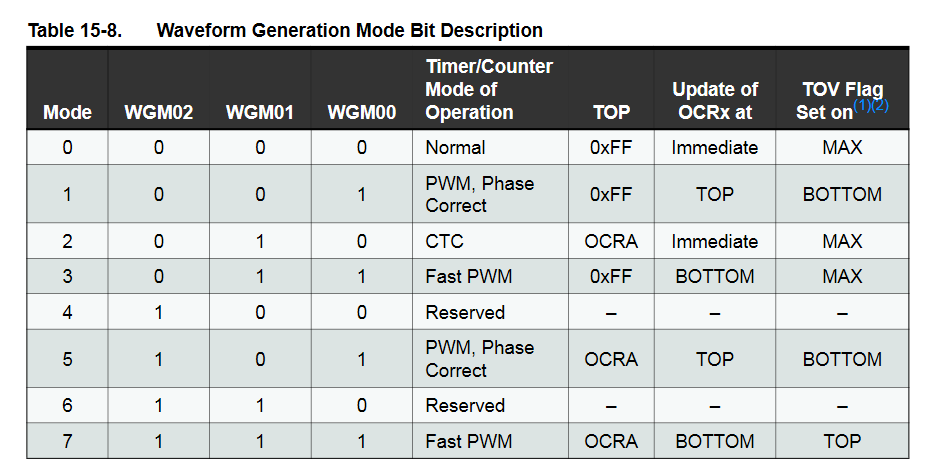 Table 15-8. Waveform Generation Mode Bit Description
Mode WGM02 WGM01 WGM00 Timer/Counter Mode of Operation TOP Update of OCRx at TOV Flag Set on(1)(2)
0 0 0 0 Normal 0xFF Immediate MAX
1 0 0 1 PWM, Phase Correct 0xFF TOP BOTTOM
2 0 1 0 CTC OCRA Immediate MAX
3 0 1 1 Fast PWM 0xFF BOTTOM MAX
4 1 0 0 Reserved – – –
5 1 0 1 PWM, Phase Correct OCRA TOP BOTTOM
6 1 1 0 Reserved – – –
7 1 1 1 Fast PWM OCRA BOTTOM TOP